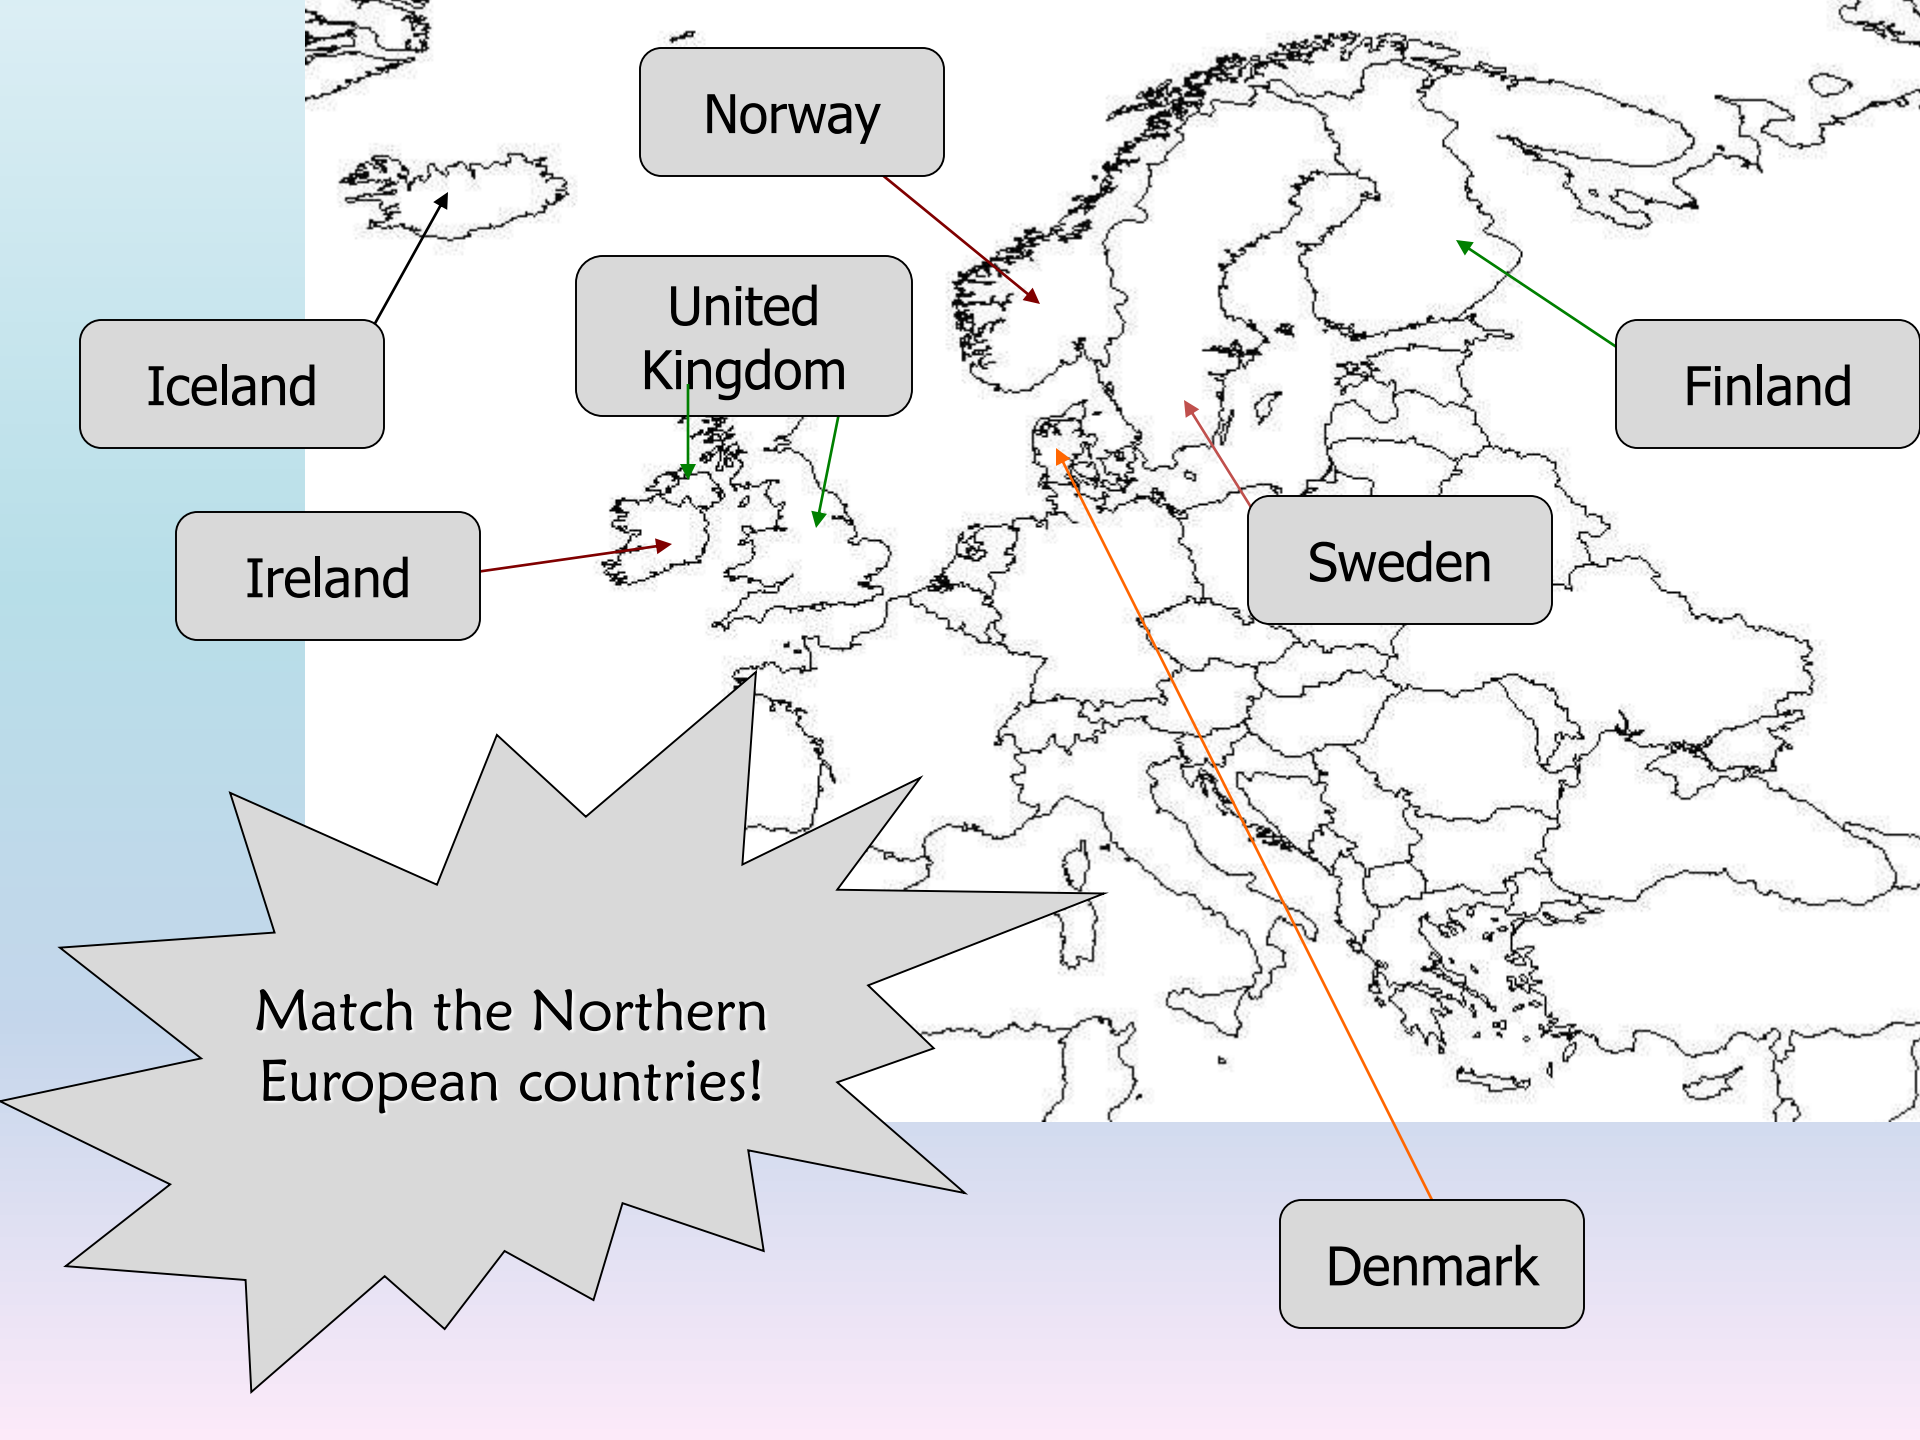 Norway
United
Kingdom
Iceland
Finland
Ireland
Sweden
Match the Northern
European countries!
Denmark